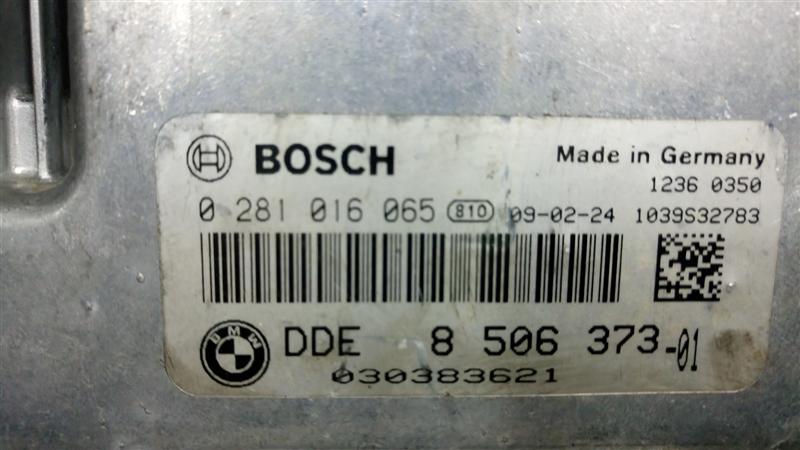 BOSCH Made in Germany
1236 0350
0 281 016 065 810 09-02-24 1039S32783
BMW DDE 8 506 373-01
030383621